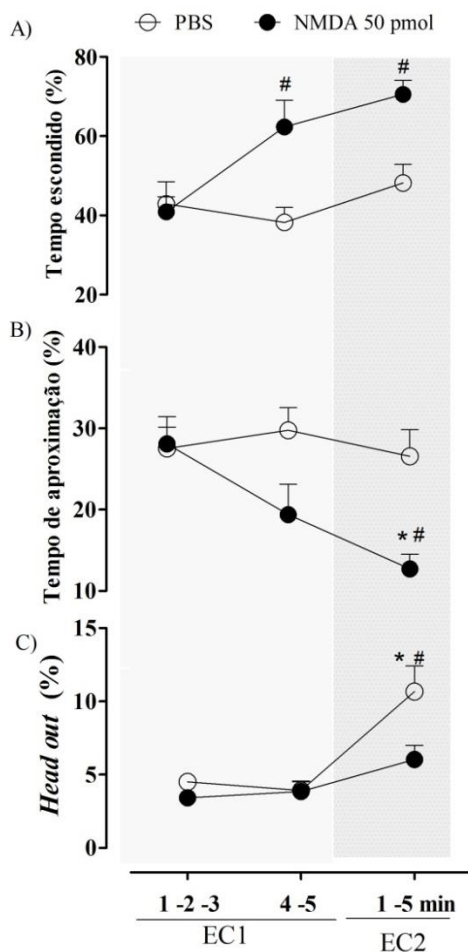 A)
PBS NMDA 50 pmol
80
60
40
20
Tempo escondido (%)
# #
B)
40
30
20
10
Tempo de aproximação (%)
* #
C)
15
10
5
0
Head out (%)
* #
1 -2 -3 4 -5 1 -5 min
EC1 EC2